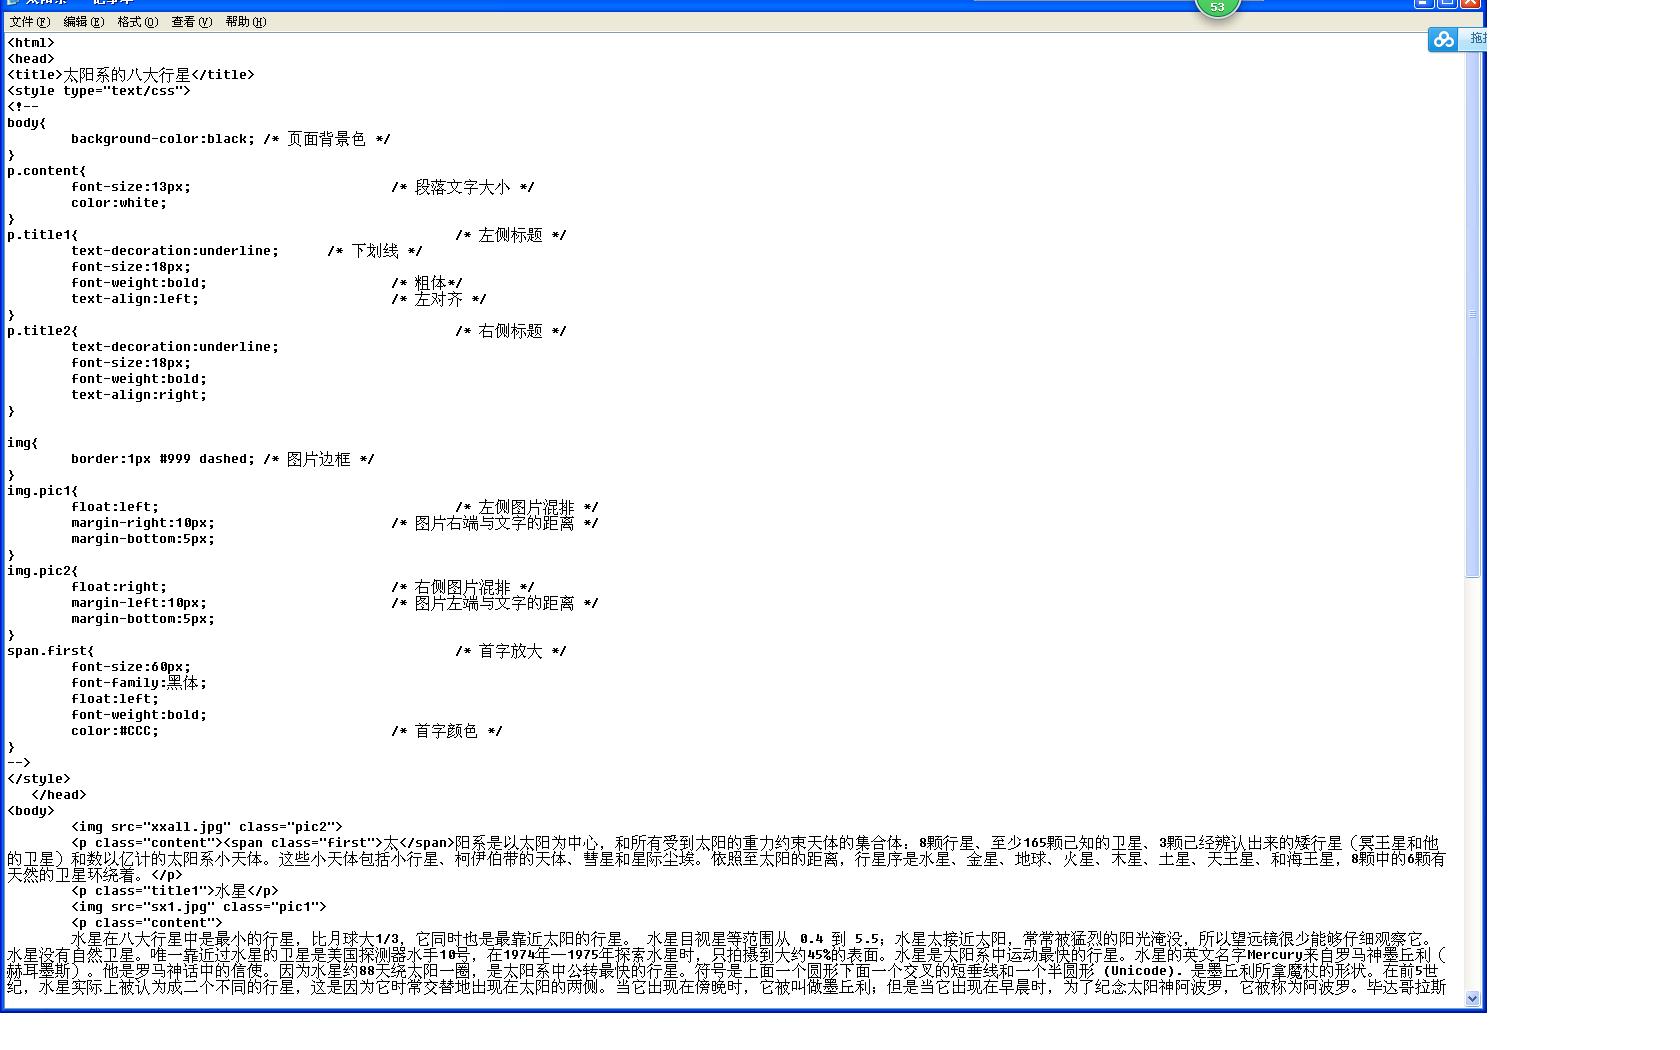 53
文件(F) 编辑(E) 格式(O) 查看(V) 帮助(H)
<html>
<head>
<title>太阳系的八大行星</title>
<style type="text/css">
<!--
body{
background-color:black; /* 页面背景色 */
}
p.content{
font-size:13px; /* 段落文字大小 */
color:white;
}
p.title1{ /* 左侧标题 */
text-decoration:underline; /* 下划线 */
font-size:18px;
font-weight:bold; /* 粗体*/
text-align:left; /* 左对齐 */
}
p.title2{ /* 右侧标题 */
text-decoration:underline;
font-size:18px;
font-weight:bold;
text-align:right;
}
img{
border:1px #999 dashed; /* 图片边框 */
}
img.pic1{
float:left; /* 左侧图片混排 */
margin-right:10px; /* 图片右端与文字的距离 */
margin-bottom:5px;
}
img.pic2{
float:right; /* 右侧图片混排 */
margin-left:10px; /* 图片左端与文字的距离 */
margin-bottom:5px;
}
span.first{ /* 首字放大 */
font-size:60px;
font-family:黑体;
float:left;
font-weight:bold;
color:#CCC; /* 首字颜色 */
}
-->
</style>
</head>
<body>
<img src="xxall.jpg" class="pic2">
<p class="content"><span class="first">太</span>阳系是以太阳为中心，和所有受到太阳的重力约束天体的集合体：8颗行星、至少165颗已知的卫星、3颗已经辨认出来的矮行星（冥王星和他
的卫星）和数以亿计的太阳系小天体。这些小天体包括小行星、柯伊伯带的天体、彗星和星际尘埃。依照至太阳的距离，行星序是水星、金星、地球、火星、木星、土星、天王星、和海王星，8颗中的6颗有
天然的卫星环绕着。</p>
<p class="title1">水星</p>
<img src="sx1.jpg" class="pic1">
<p class="content">
水星在八大行星中是最小的行星，比月球大1/3，它同时也是最靠近太阳的行星。 水星目视星等范围从 0.4 到 5.5；水星太接近太阳，常常被猛烈的阳光淹没，所以望远镜很少能够仔细观察它。
水星没有自然卫星。唯一靠近过水星的卫星是美国探测器水手10号，在1974年—1975年探索水星时，只拍摄到大约45%的表面。水星是太阳系中运动最快的行星。水星的英文名字Mercury来自罗马神墨丘利（
赫耳墨斯）。他是罗马神话中的信使。因为水星约88天绕太阳一圈，是太阳系中公转最快的行星。符号是上面一个圆形下面一个交叉的短垂线和一个半圆形 (Unicode). 是墨丘利所拿魔杖的形状。在前5世
纪，水星实际上被认为成二个不同的行星，这是因为它时常交替地出现在太阳的两侧。当它出现在傍晚时，它被叫做墨丘利；但是当它出现在早晨时，为了纪念太阳神阿波罗，它被称为阿波罗。毕达哥拉斯